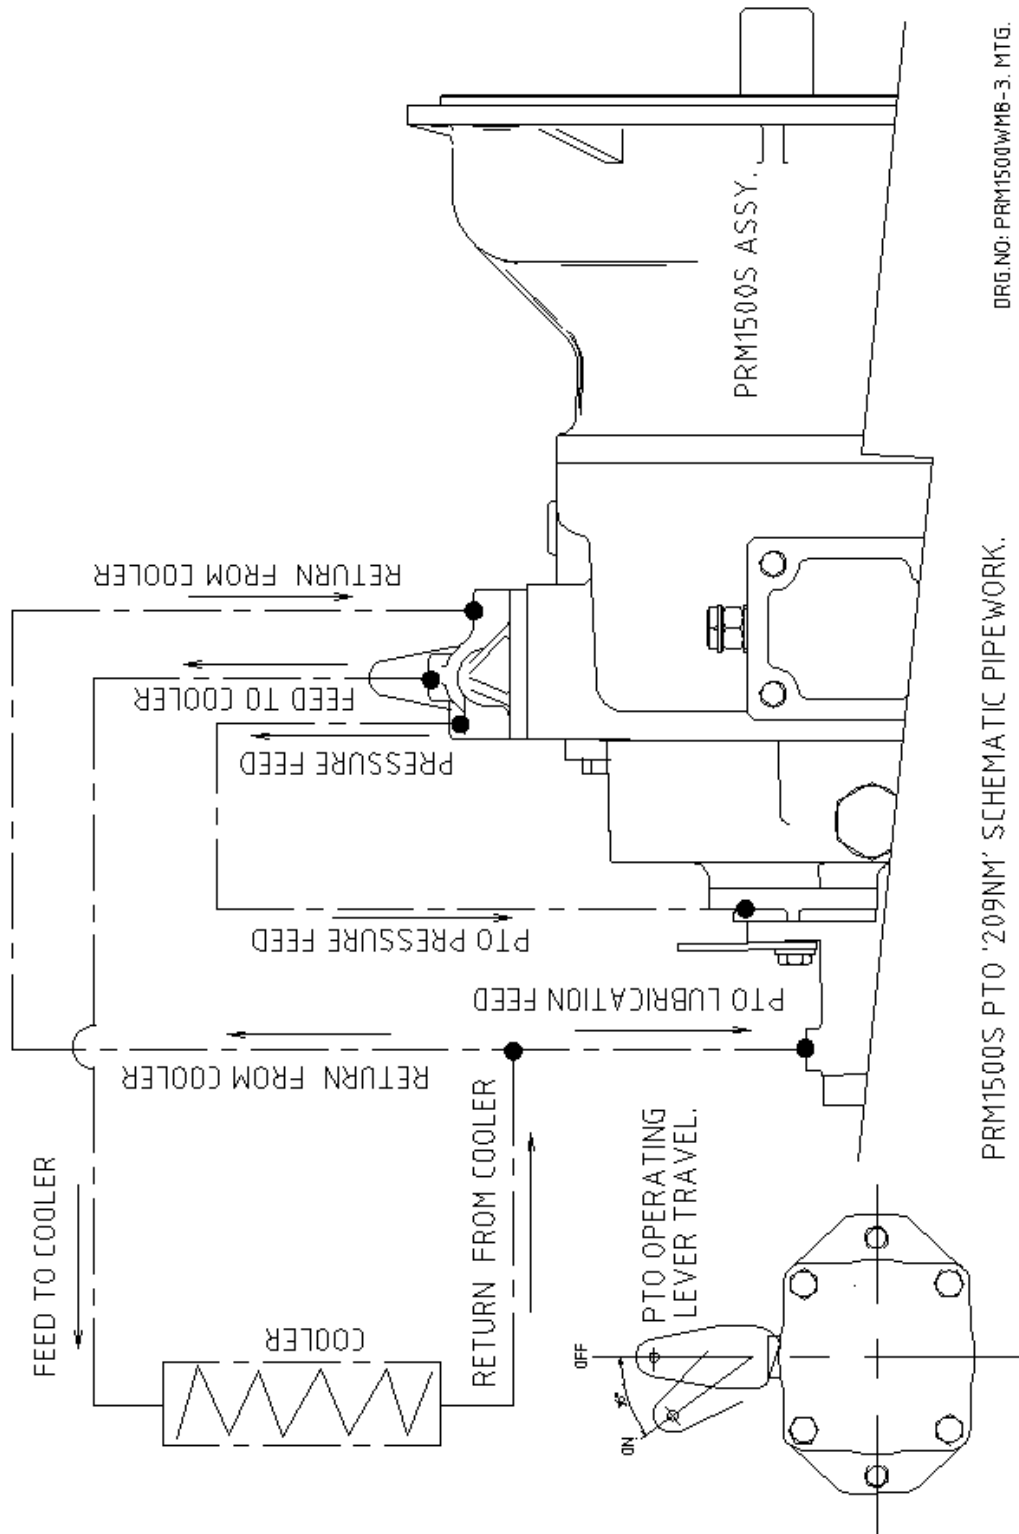 RETURN FROM COOLER
FEED TO COOLER
PRESSURE FEED
PTO PRESSURE FEED
PTO LUBRICATION FEED
RETURN FROM COOLER
FEED TO COOLER
RETURN FROM COOLER
COOLER
PTO OPERATING
LEVER TRAVEL.
OFF
ON
PRM1500S ASSY.
PRM1500S PTO '209NM' SCHEMATIC PIPEWORK.
DRG.NO: PRM1500WMB-3. MTG.